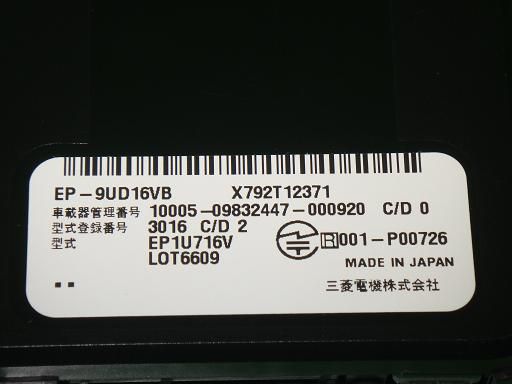 EP-9UD16VB X792T12371
車載器管理番号 10005-09832447-000920 C/D 0
型式登録番号 3016 C/D 2
型式 EP1U716V
LOT6609
R 001-P00726
MADE IN JAPAN
三菱電機株式会社